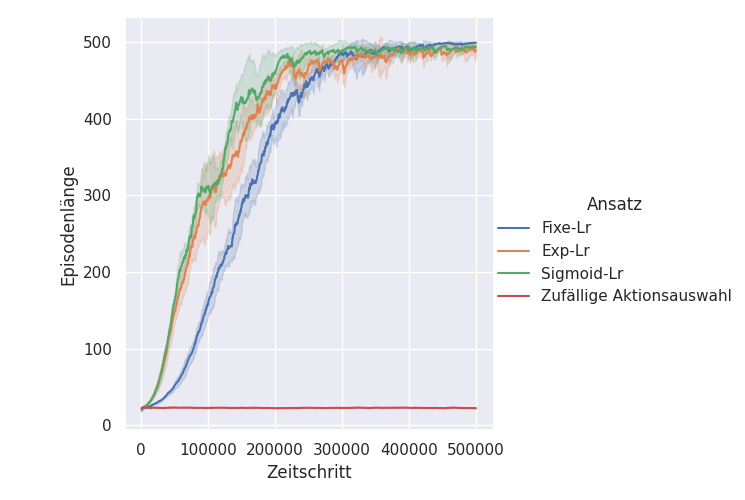 500
400
300
200
100
0
Episodenlänge
0
100000
200000
300000
400000
500000
Zeitschritt
Ansatz
Fixe-Lr
Exp-Lr
Sigmoid-Lr
Zufällige Aktionsauswahl